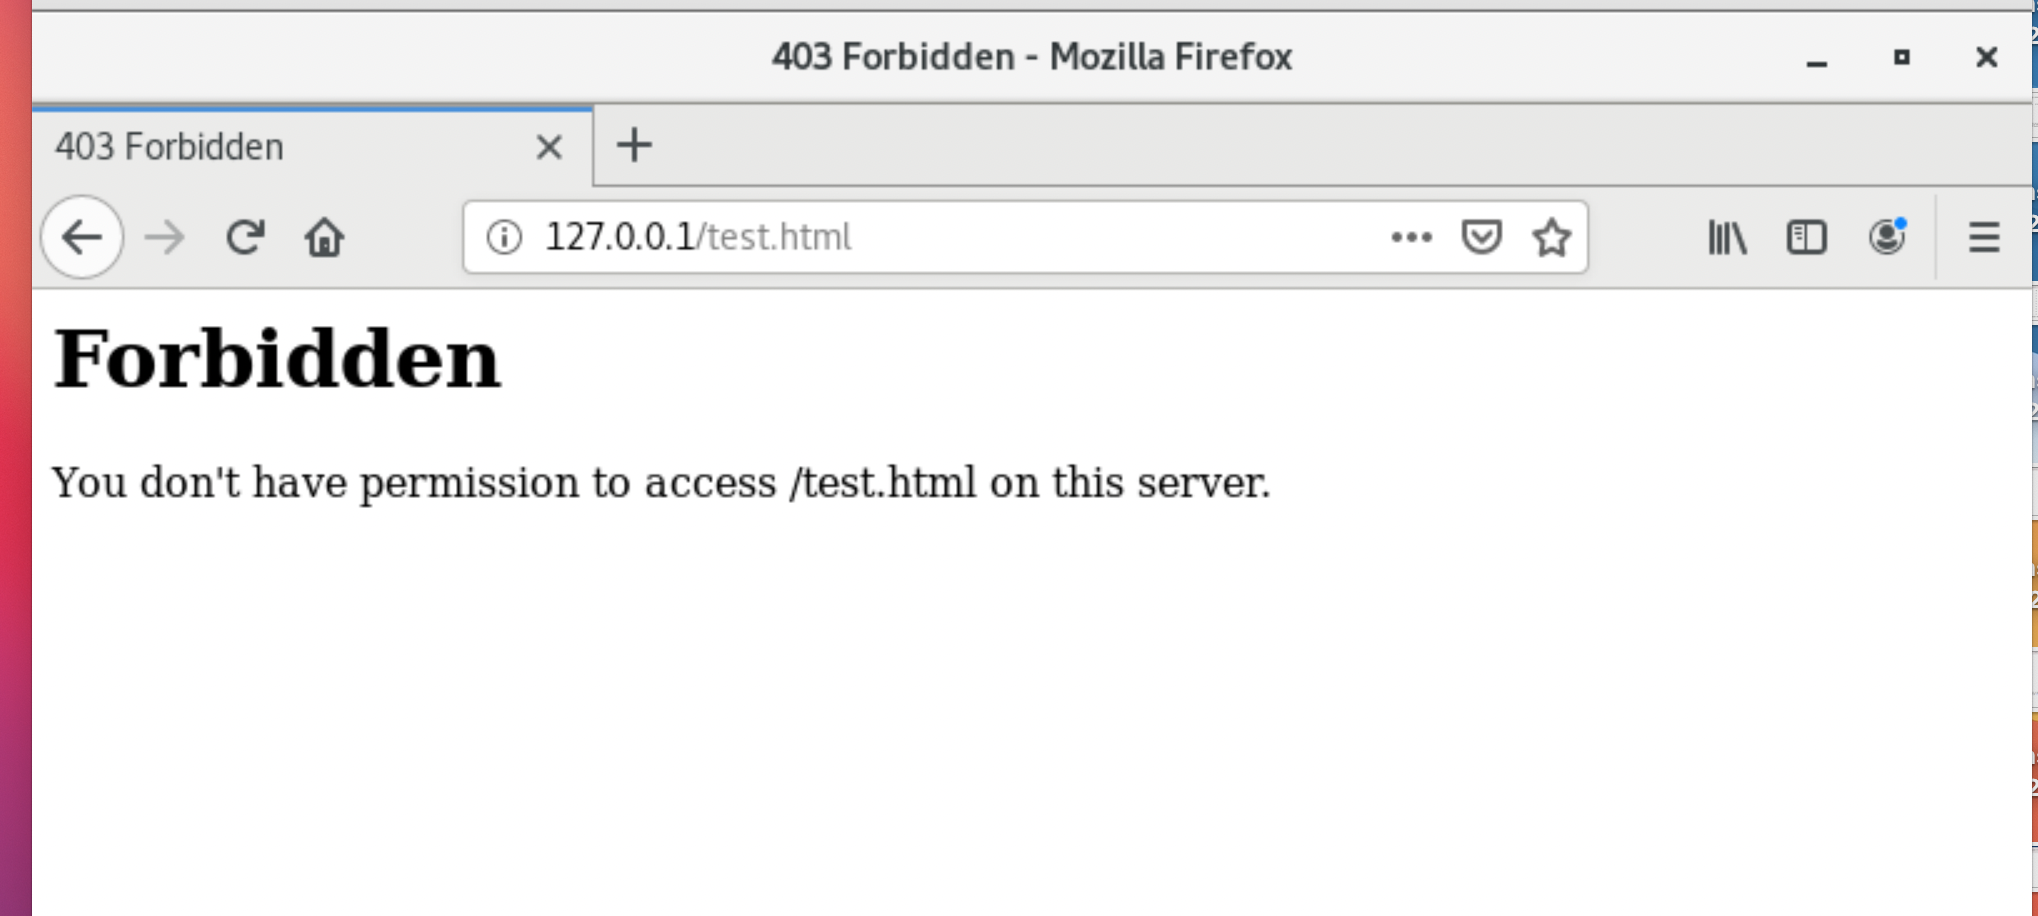 403 Forbidden - Mozilla Firefox
403 Forbidden
127.0.0.1/test.html
Forbidden
You don't have permission to access /test.html on this server.